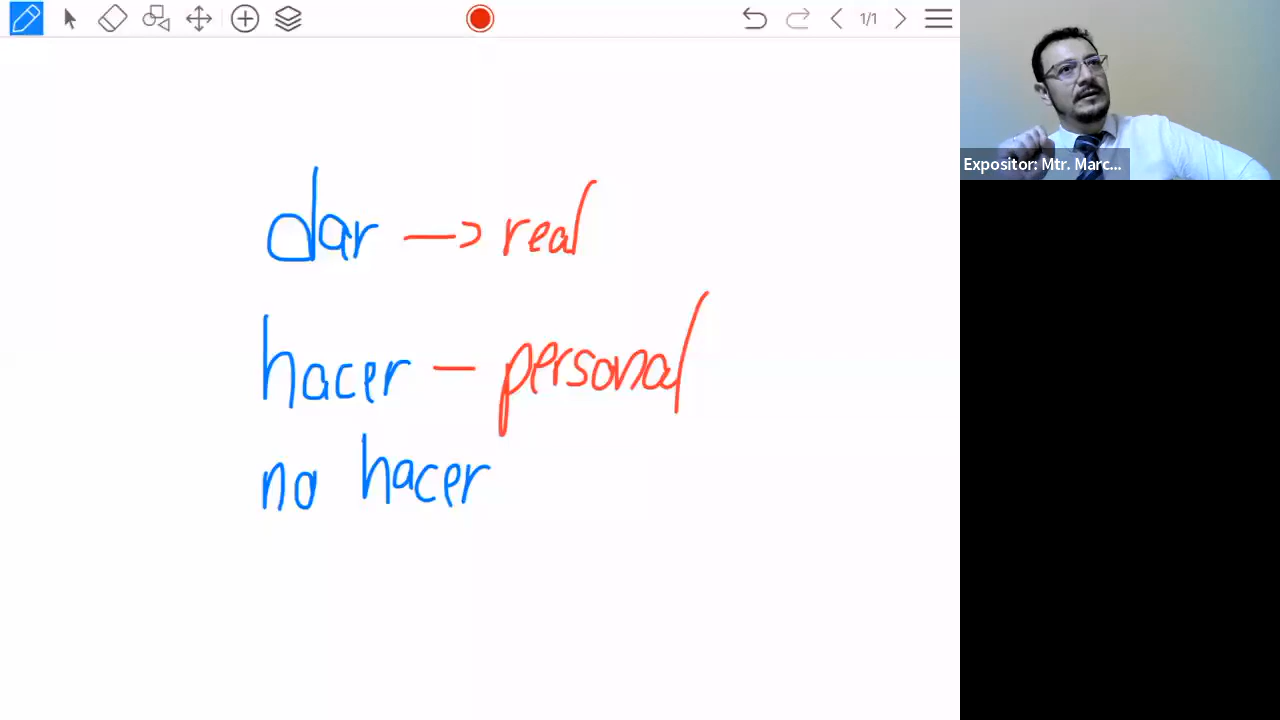 1/1
Expositor: Mtr. Marc...
dar → real
hacer — personal
no hacer